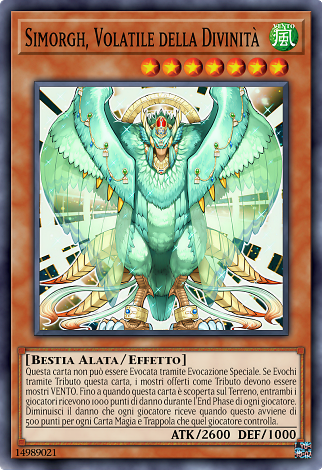 Simorgh, Volatile della Divinità
VENTO
風
[Bestia Alata/Effetto]
Questa carta non può essere Evocata tramite Evocazione Speciale. Se Evochi
tramite Tributo questa carta, i mostri offerti come Tributo devono essere
mostri VENTO. Fino a quando questa carta è scoperta sul Terreno, entrambi i
giocatori ricevono 1000 punti di danno durante l'End Phase di ogni giocatore.
Diminuisci il danno che ogni giocatore riceve quando questo avviene di
500 punti per ogni Carta Magia e Trappola che quel giocatore controlla.
ATK/2600 DEF/1000
14989021